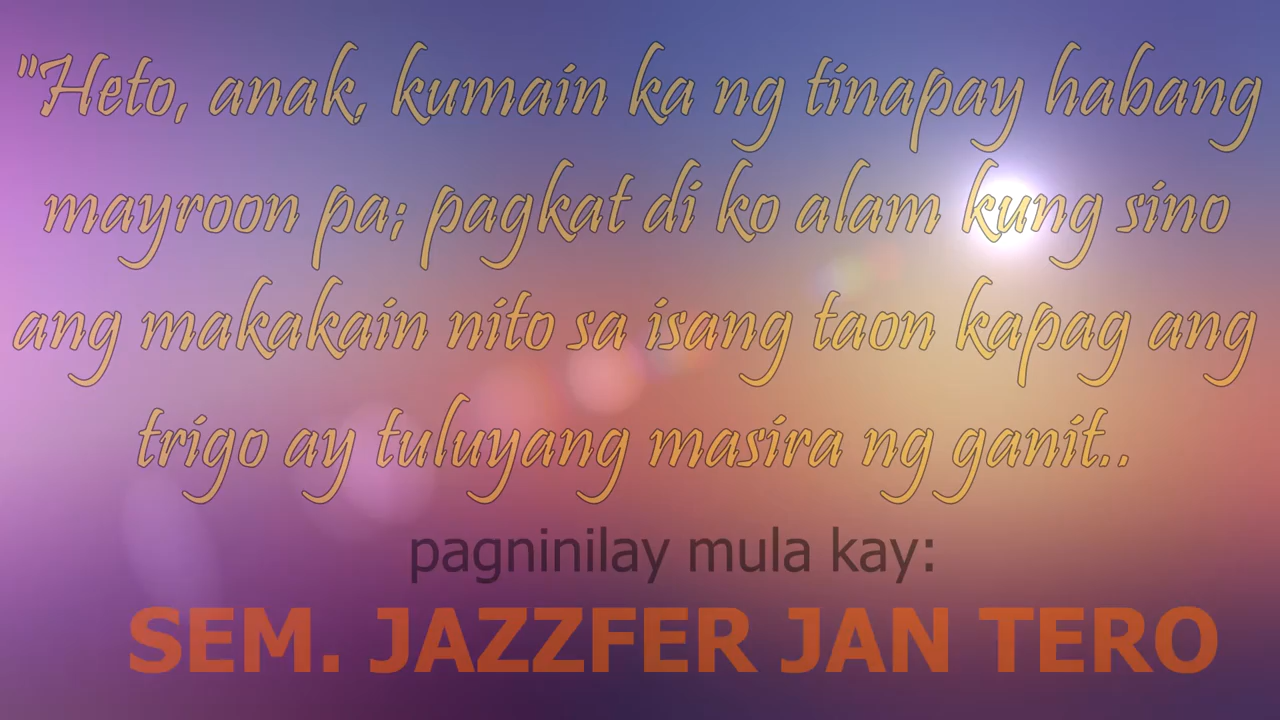 "Heto, anak, kumain ka ng tinapay habang
mayroon pa; pagkat di ko alam kung sino
ang makakain nito sa isang taon kapag ang
trigo ay tuluyang masira ng ganit..
pagninilay mula kay:
SEM. JAZZFER JAN TERO